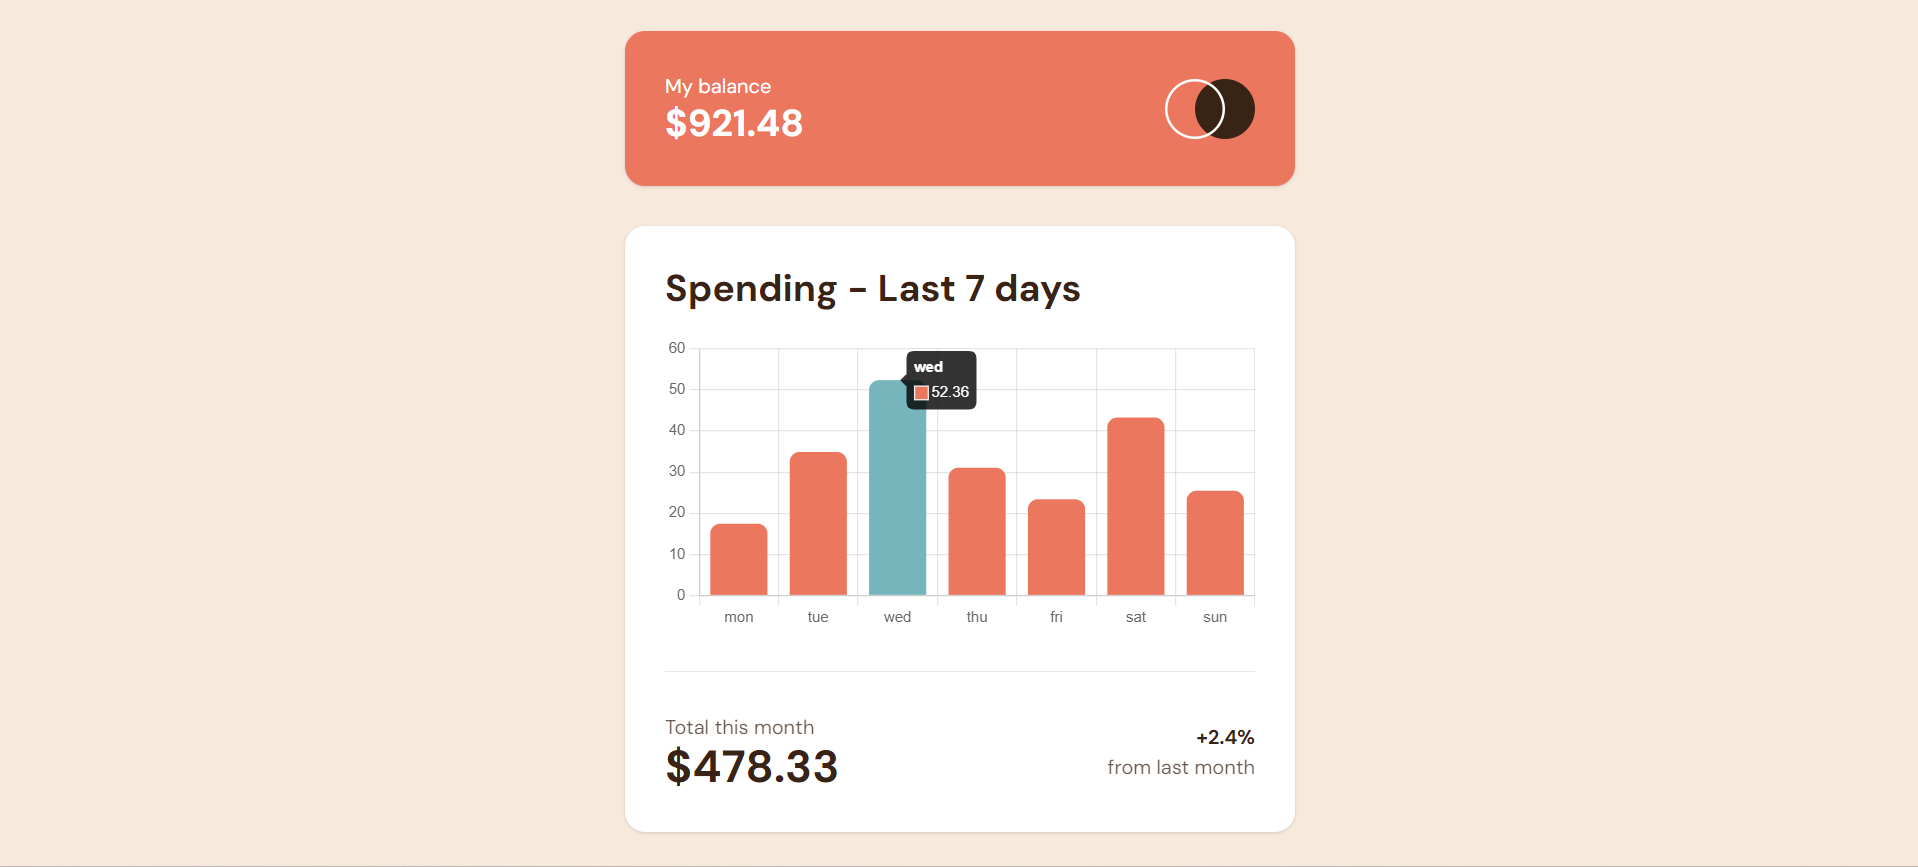 My balance
$921.48
Spending - Last 7 days
60
50
40
30
20
10
0
wed
52.36
mon tue wed thu fri sat sun
Total this month
$478.33
+2.4%
from last month